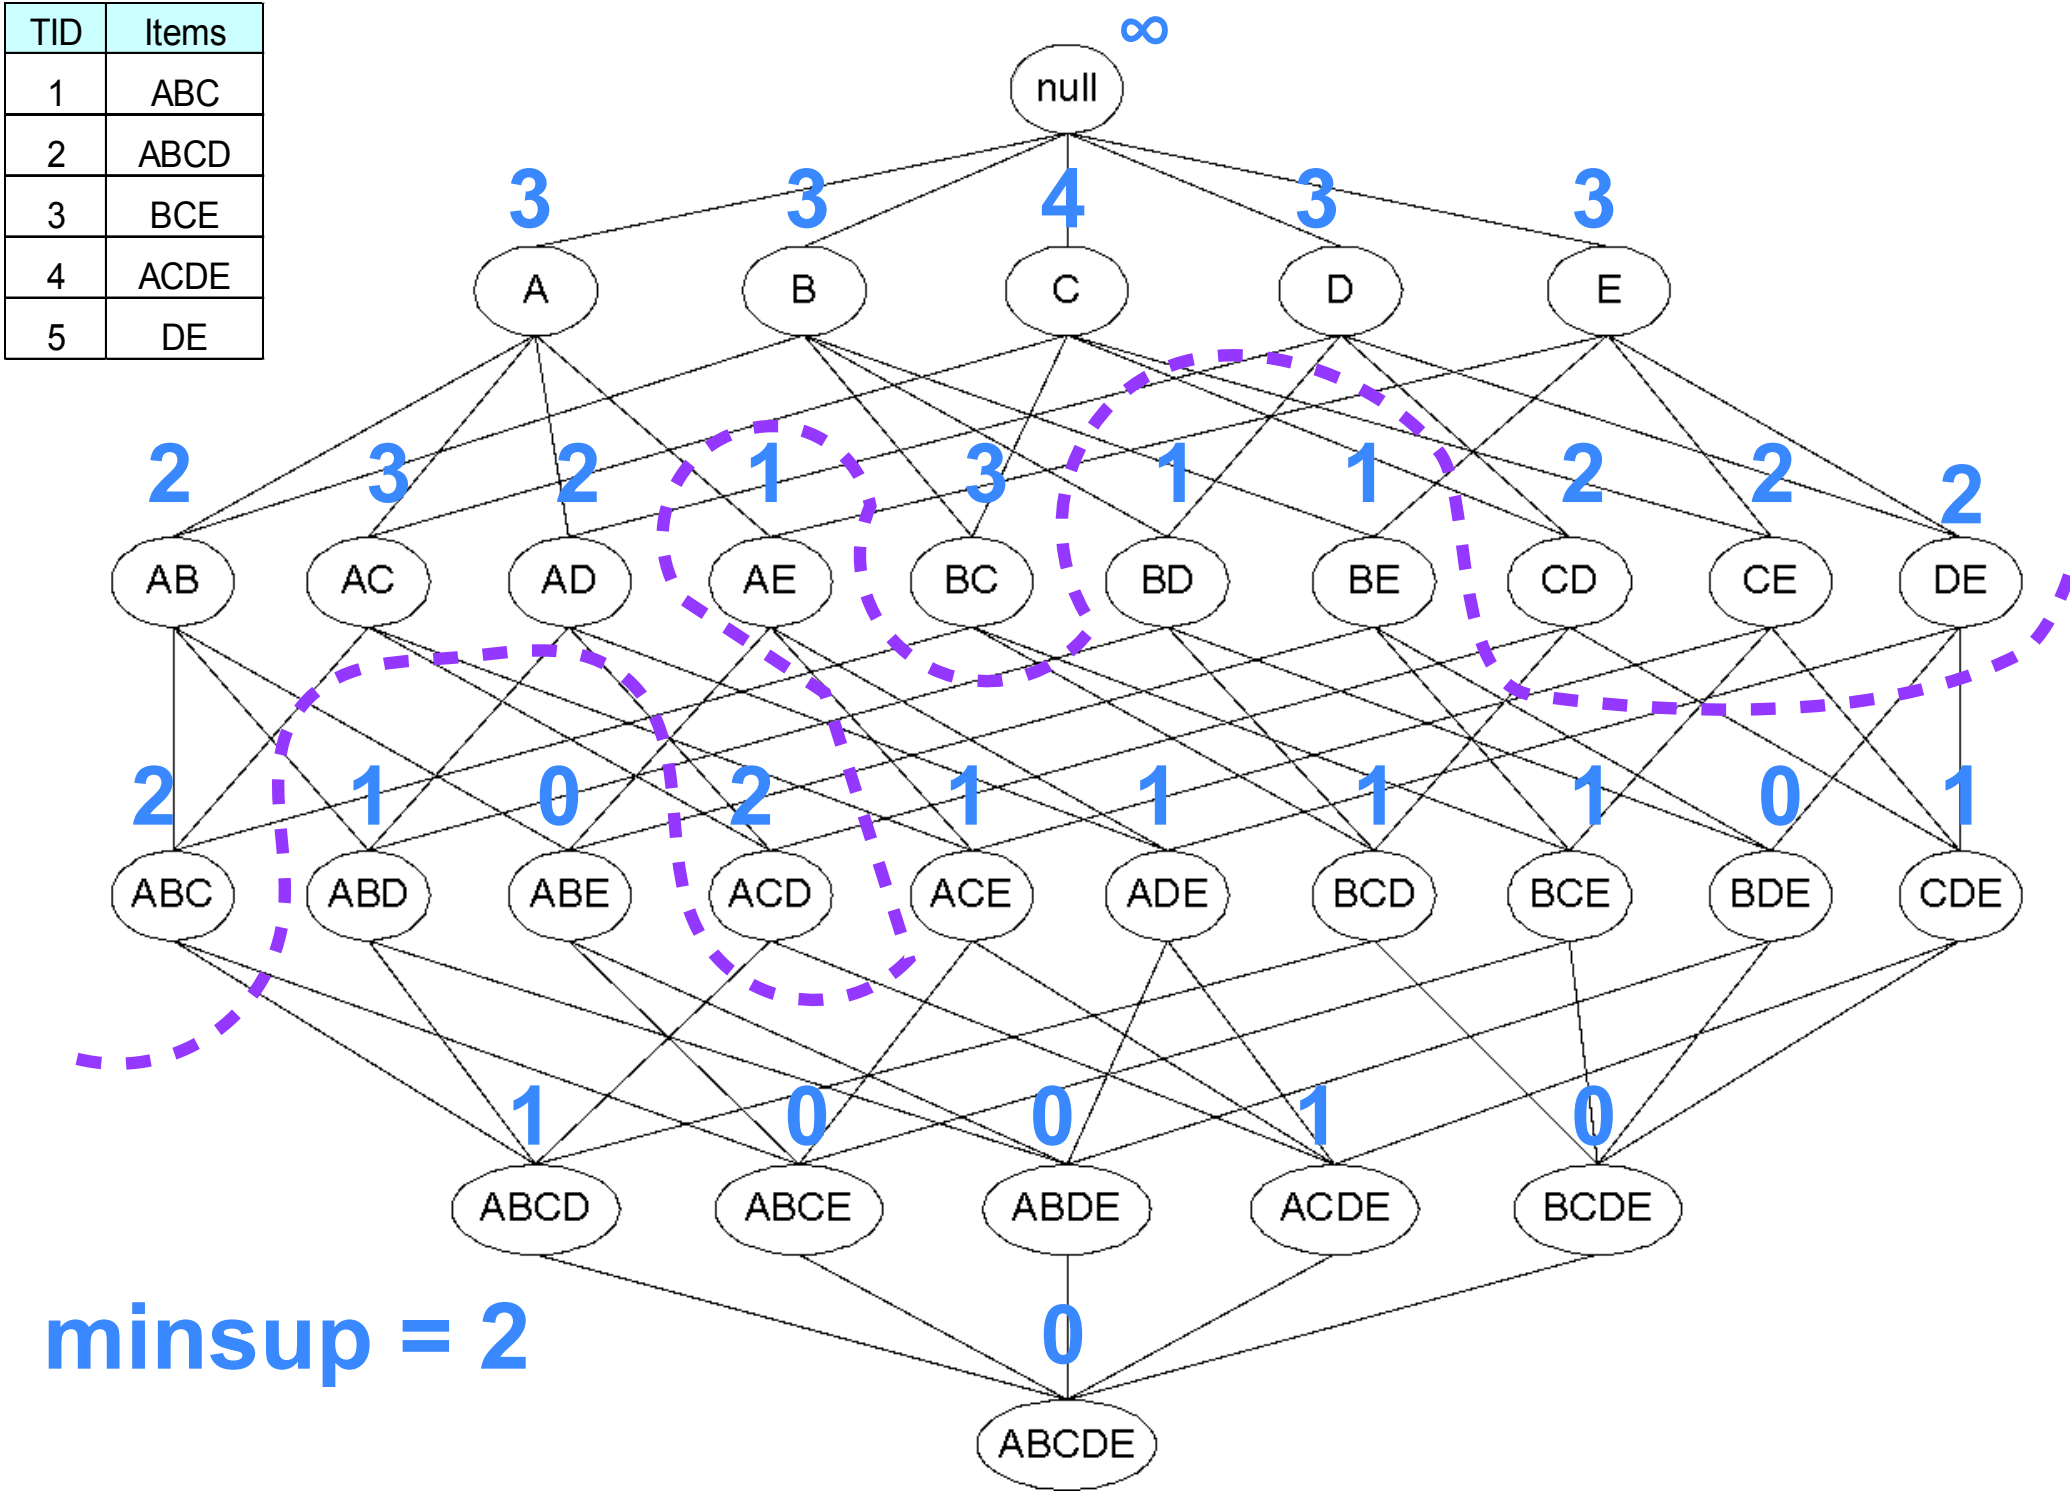 TID Items
1 ABC
2 ABCD
3 BCE
4 ACDE
5 DE
∞
null
3 3 4 3 3
A B C D E
2 3 2 1 3 1 1 2 2 2
AB AC AD AE BC BD BE CD CE DE
2 1 0 2 1 1 1 1 0 1
ABC ABD ABE ACD ACE ADE BCD BCE BDE CDE
1 0 0 1 0
ABCD ABCE ABDE ACDE BCDE
minsup = 2
0
ABCDE